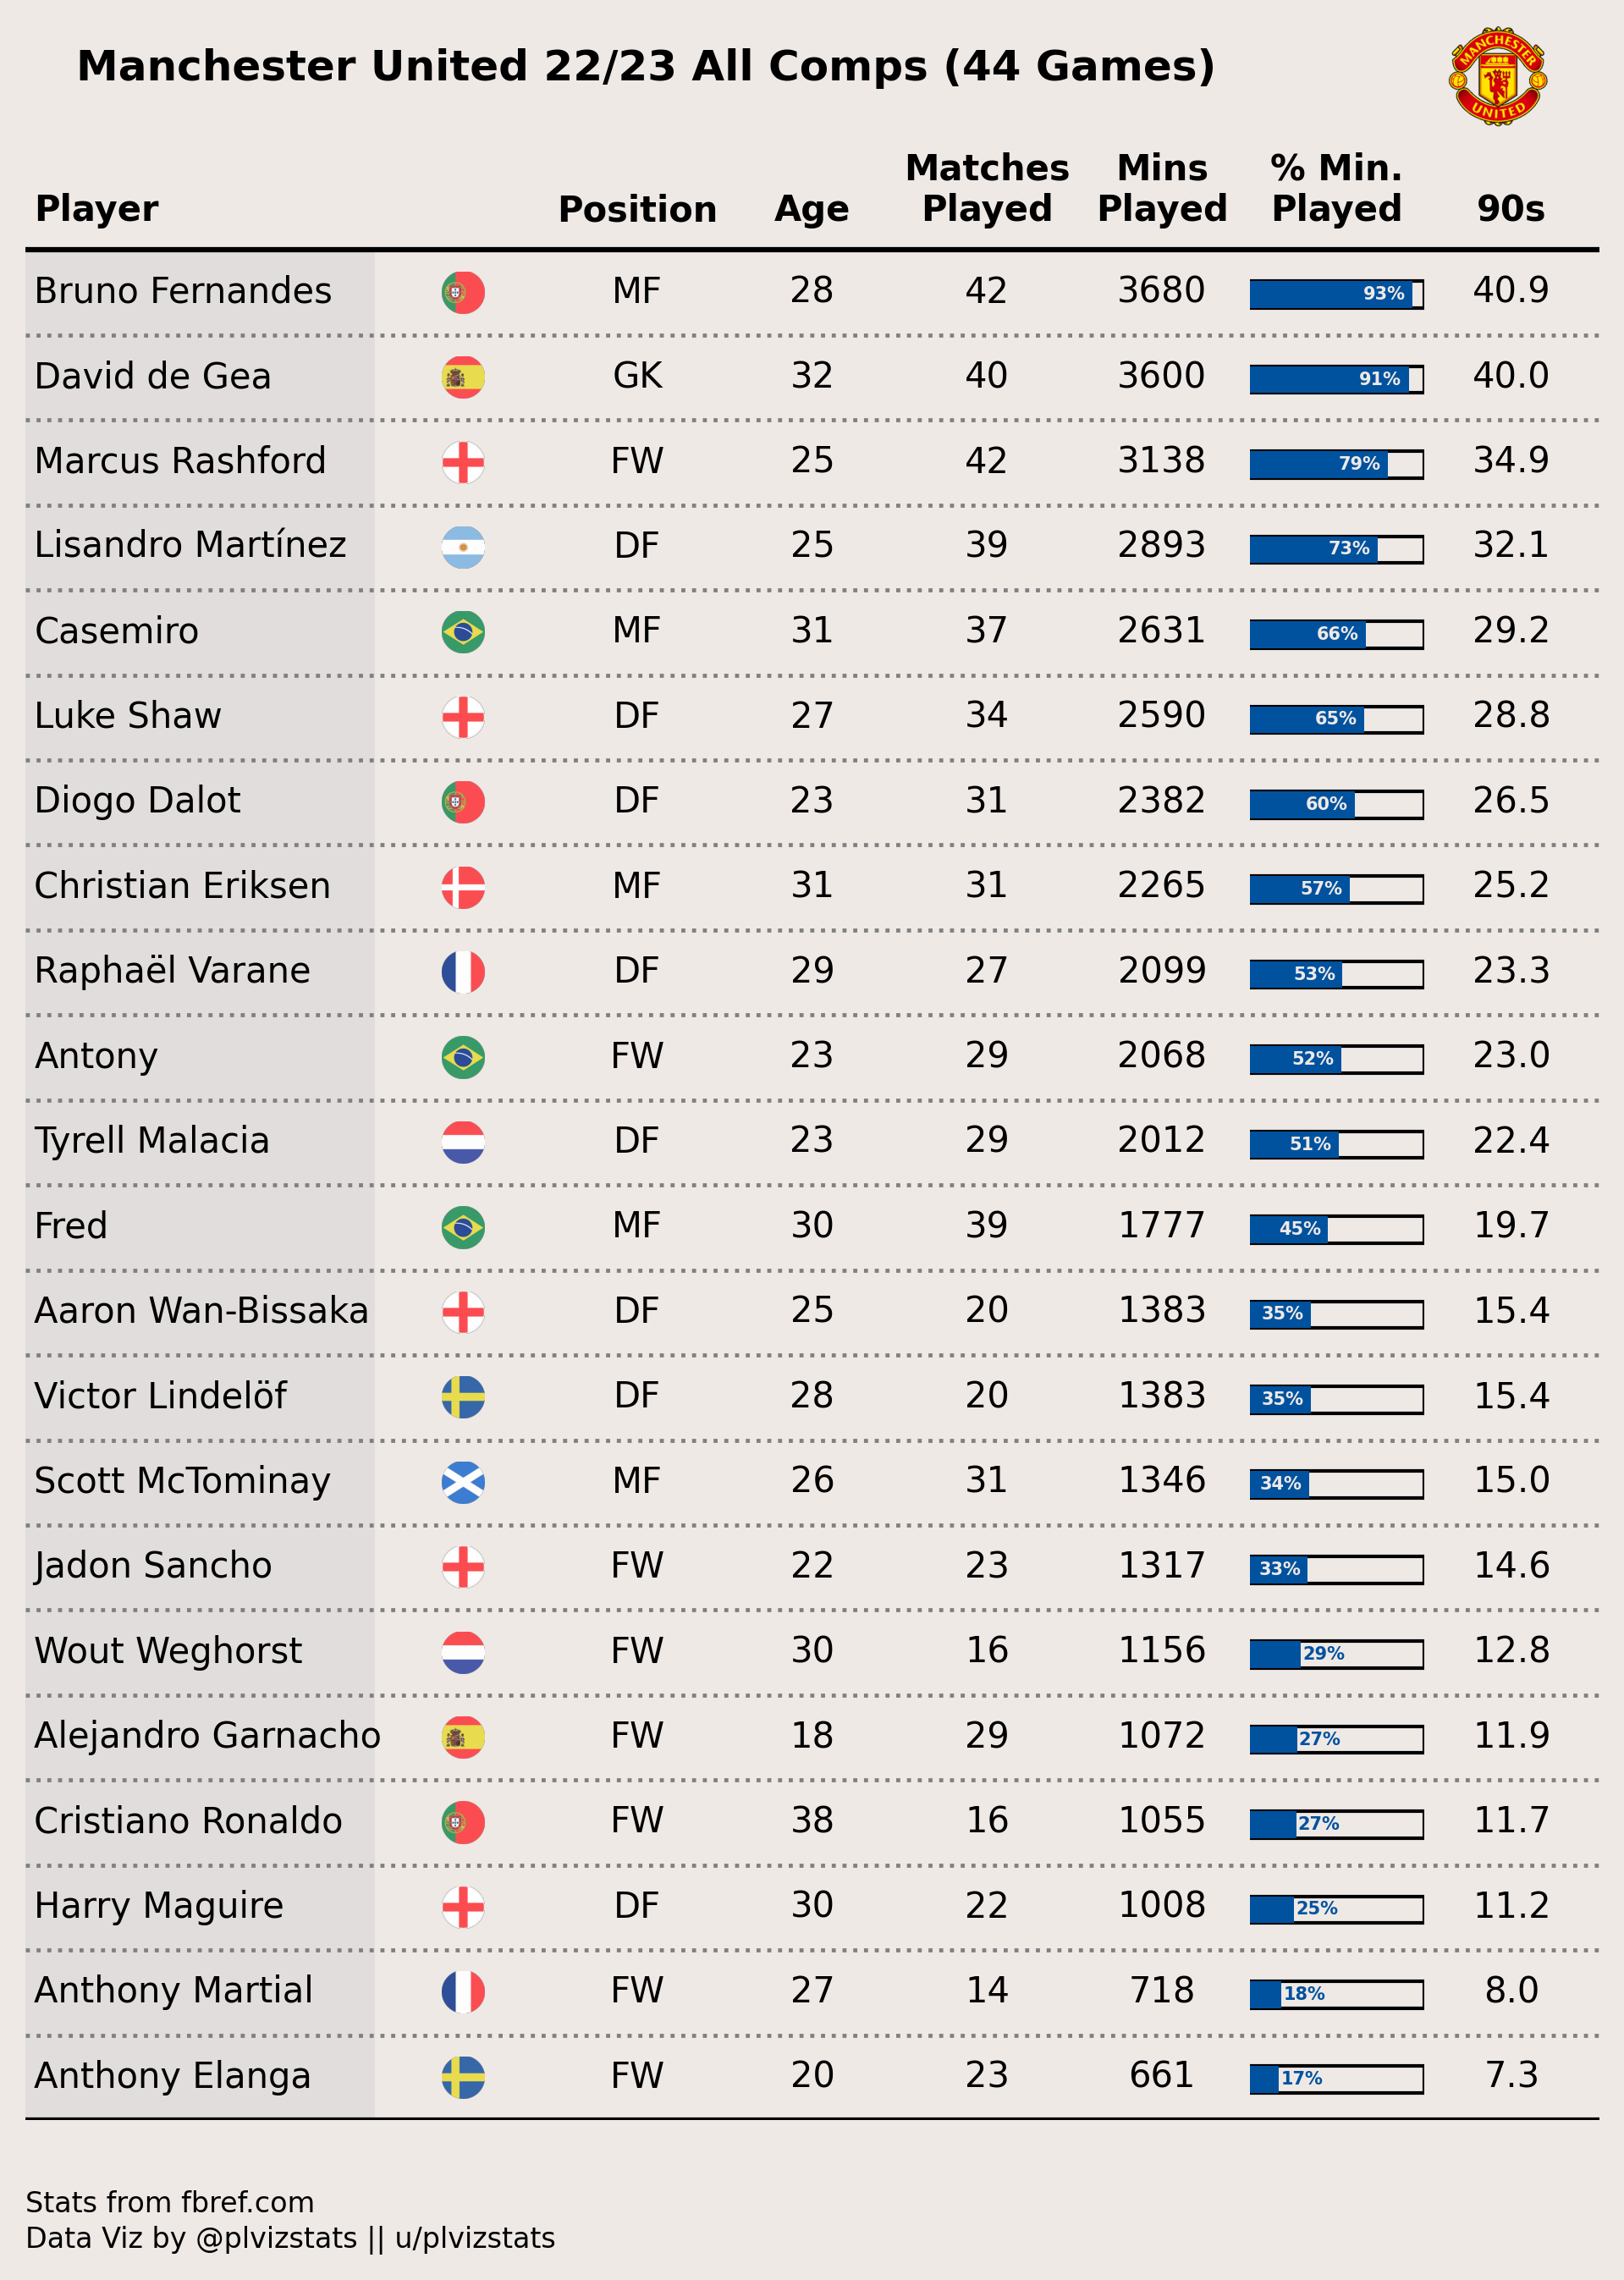 Manchester United 22/23 All Comps (44 Games)
MANCHESTER
UNITED
Player Position Age Matches Played Mins Played % Min. Played 90s
Bruno Fernandes MF 28 42 3680 93% 40.9
David de Gea GK 32 40 3600 91% 40.0
Marcus Rashford FW 25 42 3138 79% 34.9
Lisandro Martínez DF 25 39 2893 73% 32.1
Casemiro MF 31 37 2631 66% 29.2
Luke Shaw DF 27 34 2590 65% 28.8
Diogo Dalot DF 23 31 2382 60% 26.5
Christian Eriksen MF 31 31 2265 57% 25.2
Raphaël Varane DF 29 27 2099 53% 23.3
Antony FW 23 29 2068 52% 23.0
Tyrell Malacia DF 23 29 2012 51% 22.4
Fred MF 30 39 1777 45% 19.7
Aaron Wan-Bissaka DF 25 20 1383 35% 15.4
Victor Lindelöf DF 28 20 1383 35% 15.4
Scott McTominay MF 26 31 1346 34% 15.0
Jadon Sancho FW 22 23 1317 33% 14.6
Wout Weghorst FW 30 16 1156 29% 12.8
Alejandro Garnacho FW 18 29 1072 27% 11.9
Cristiano Ronaldo FW 38 16 1055 27% 11.7
Harry Maguire DF 30 22 1008 25% 11.2
Anthony Martial FW 27 14 718 18% 8.0
Anthony Elanga FW 20 23 661 17% 7.3
Stats from fbref.com
Data Viz by @plvizstats || u/plvizstats